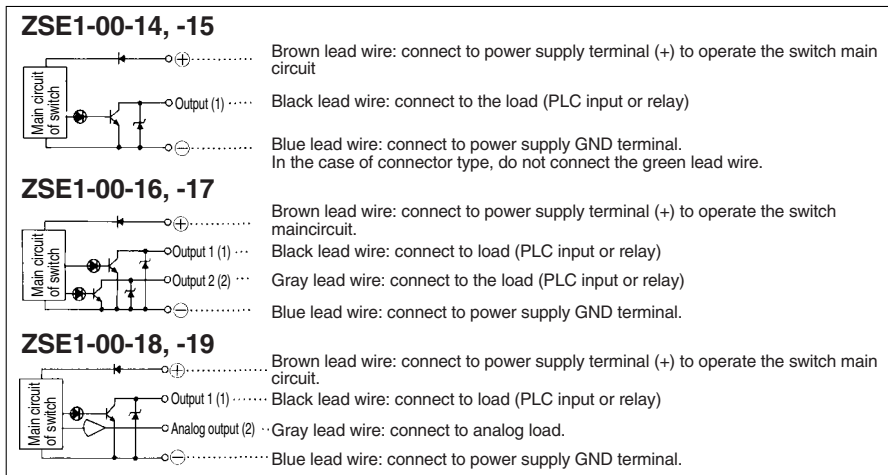 ZSE1-00-14, -15
Main circuit
of switch
⊕
Brown lead wire: connect to power supply terminal (+) to operate the switch main
circuit
Output (1)
Black lead wire: connect to the load (PLC input or relay)
⊖
Blue lead wire: connect to power supply GND terminal.
In the case of connector type, do not connect the green lead wire.
ZSE1-00-16, -17
Main circuit
of switch
⊕
Brown lead wire: connect to power supply terminal (+) to operate the switch
maincircuit.
Output 1 (1)
Black lead wire: connect to load (PLC input or relay)
Output 2 (2)
Gray lead wire: connect to the load (PLC input or relay)
⊖
Blue lead wire: connect to power supply GND terminal.
ZSE1-00-18, -19
Main circuit
of switch
⊕
Brown lead wire: connect to power supply terminal (+) to operate the switch main
circuit.
Output 1 (1)
Black lead wire: connect to load (PLC input or relay)
Analog output (2)
Gray lead wire: connect to analog load.
⊖
Blue lead wire: connect to power supply GND terminal.